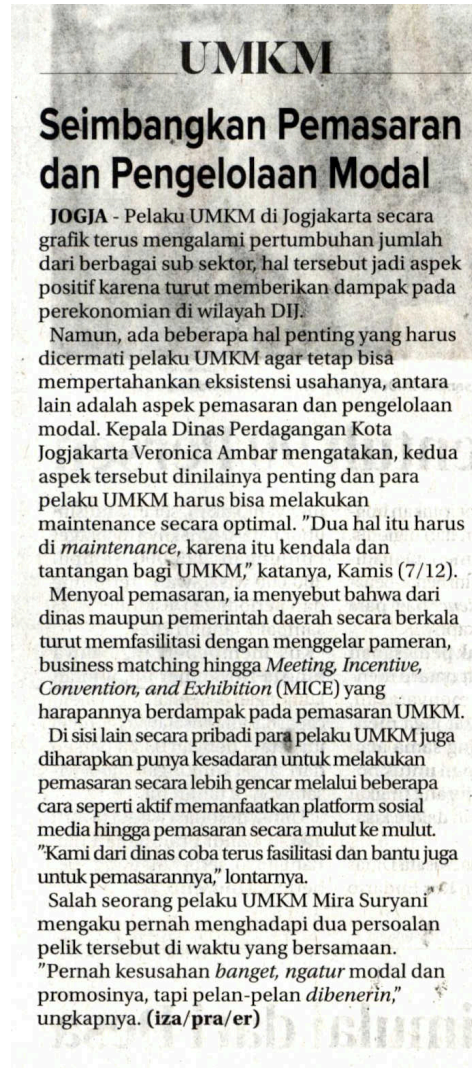 UMKM
Seimbangkan Pemasaran
dan Pengelolaan Modal
JOGJA - Pelaku UMKM di Jogjakarta secara
grafik terus mengalami pertumbuhan jumlah
dari berbagai sub sektor, hal tersebut jadi aspek
positif karena turut memberikan dampak pada
perekonomian di wilayah DIJ.
Namun, ada beberapa hal penting yang harus
dicermati pelaku UMKM agar tetap bisa
mempertahankan eksistensi usahanya, antara
lain adalah aspek pemasaran dan pengelolaan
modal. Kepala Dinas Perdagangan Kota
Jogjakarta Veronica Ambar mengatakan, kedua
aspek tersebut dinilainya penting dan para
pelaku UMKM harus bisa melakukan
maintenance secara optimal. ”Dua hal itu harus
di maintenance, karena itu kendala dan
tantangan bagi UMKM,” katanya, Kamis (7/12).
Menyoal pemasaran, ia menyebut bahwa dari
dinas maupun pemerintah daerah secara berkala
turut memfasilitasi dengan menggelar pameran,
business matching hingga Meeting, Incentive,
Convention, and Exhibition (MICE) yang
harapannya berdampak pada pemasaran UMKM.
Di sisi lain secara pribadi para pelaku UMKM juga
diharapkan punya kesadaran untuk melakukan
pemasaran secara lebih gencar melalui beberapa
cara seperti aktif memanfaatkan platform sosial
media hingga pemasaran secara mulut ke mulut.
”Kami dari dinas coba terus fasilitasi dan bantu juga
untuk pemasarannya,” lontarnya.
Salah seorang pelaku UMKM Mira Suryani
mengaku pernah menghadapi dua persoalan
pelik tersebut di waktu yang bersamaan.
”Pernah kesusahan banget, ngatur modal dan
promosinya, tapi pelan-pelan dibenerin,”
ungkapnya. (iza/pra/er)